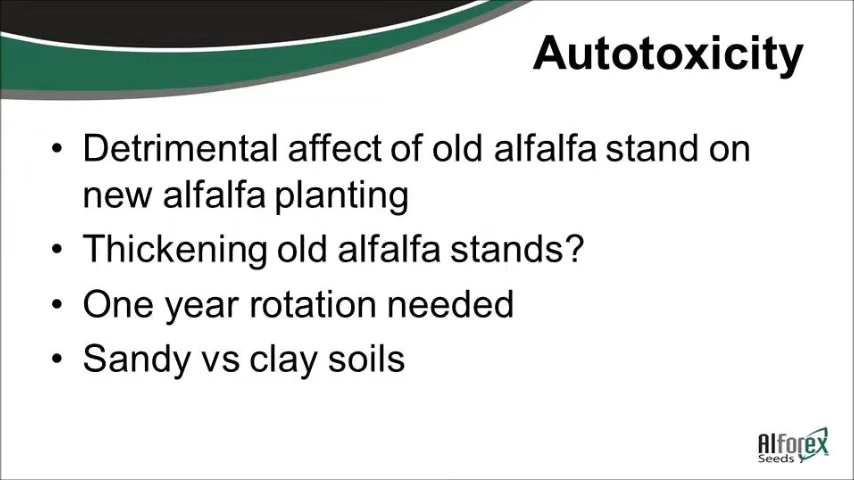 Autotoxicity
• Detrimental affect of old alfalfa stand on
new alfalfa planting
• Thickening old alfalfa stands?
• One year rotation needed
• Sandy vs clay soils
Alforex
Seeds